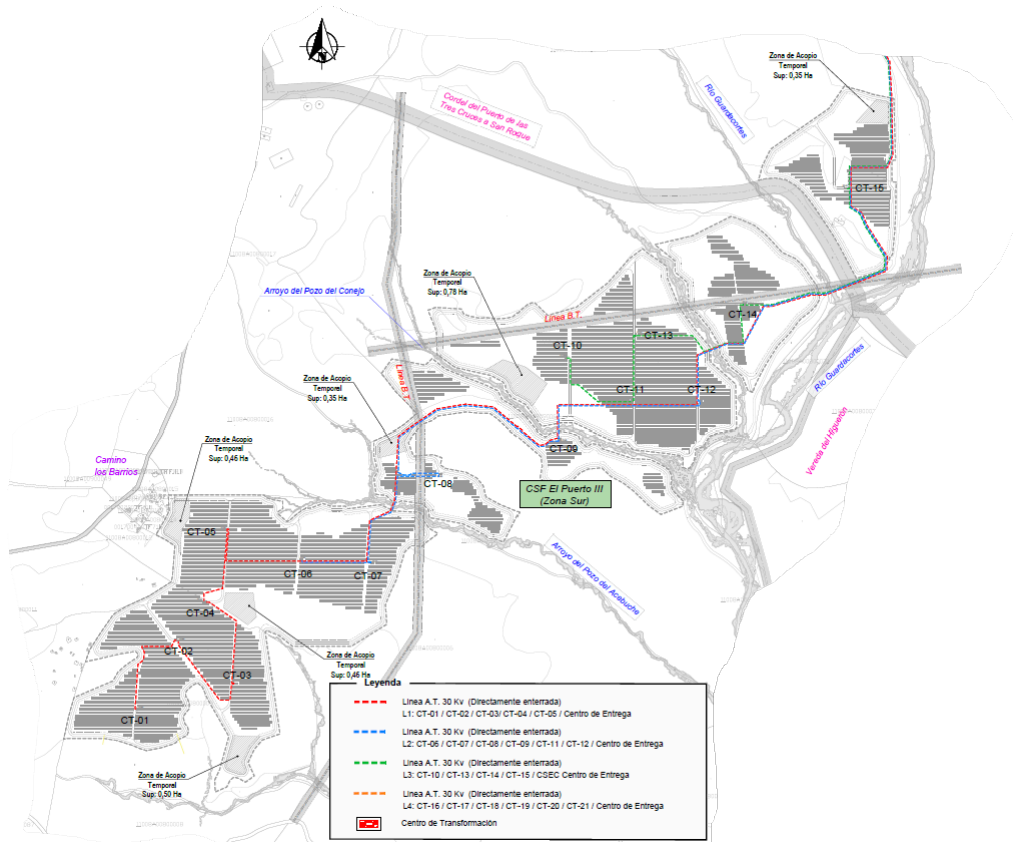 Zona de Acopio
Temporal
Sup: 0,35 Ha
Cordel del Puerto de las
Tres Cruces a San Roque
Río Guardacortes
CT-15
Zona de Acopio
Temporal
Sup: 0,78 Ha
Arroyo del Pozo del Conejo
Línea B.T.
CT-14
CT-13
CT-10
Línea B.T.
Río Guardacortes
Zona de Acopio
Temporal
Sup: 0,35 Ha
CT-11
CT-12
Vereda del Higuerón
Zona de Acopio
Temporal
Sup: 0,46 Ha
CT-09
Camino
los Barrios
CT-08
CSF El Puerto III
(Zona Sur)
CT-05
Arroyo del Pozo del Acebuche
CT-06
CT-07
CT-04
CT-02
CT-03
Zona de Acopio
Temporal
Sup: 0,46 Ha
CT-01
Zona de Acopio
Temporal
Sup: 0,50 Ha
Leyenda
Línea A.T. 30 Kv (Directamente enterrada)
L1: CT-01 / CT-02 / CT-03/ CT-04 / CT-05 / Centro de Entrega
Línea A.T. 30 Kv (Directamente enterrada)
L2: CT-06 / CT-07 / CT-08 / CT-09 / CT-11 / CT-12 / Centro de Entrega
Línea A.T. 30 Kv (Directamente enterrada)
L3: CT-10 / CT-13 / CT-14 / CT-15 / CSEC Centro de Entrega
Línea A.T. 30 Kv (Directamente enterrada)
L4: CT-16 / CT-17 / CT-18 / CT-19 / CT-20 / CT-21 / Centro de Entrega
Centro de Transformación